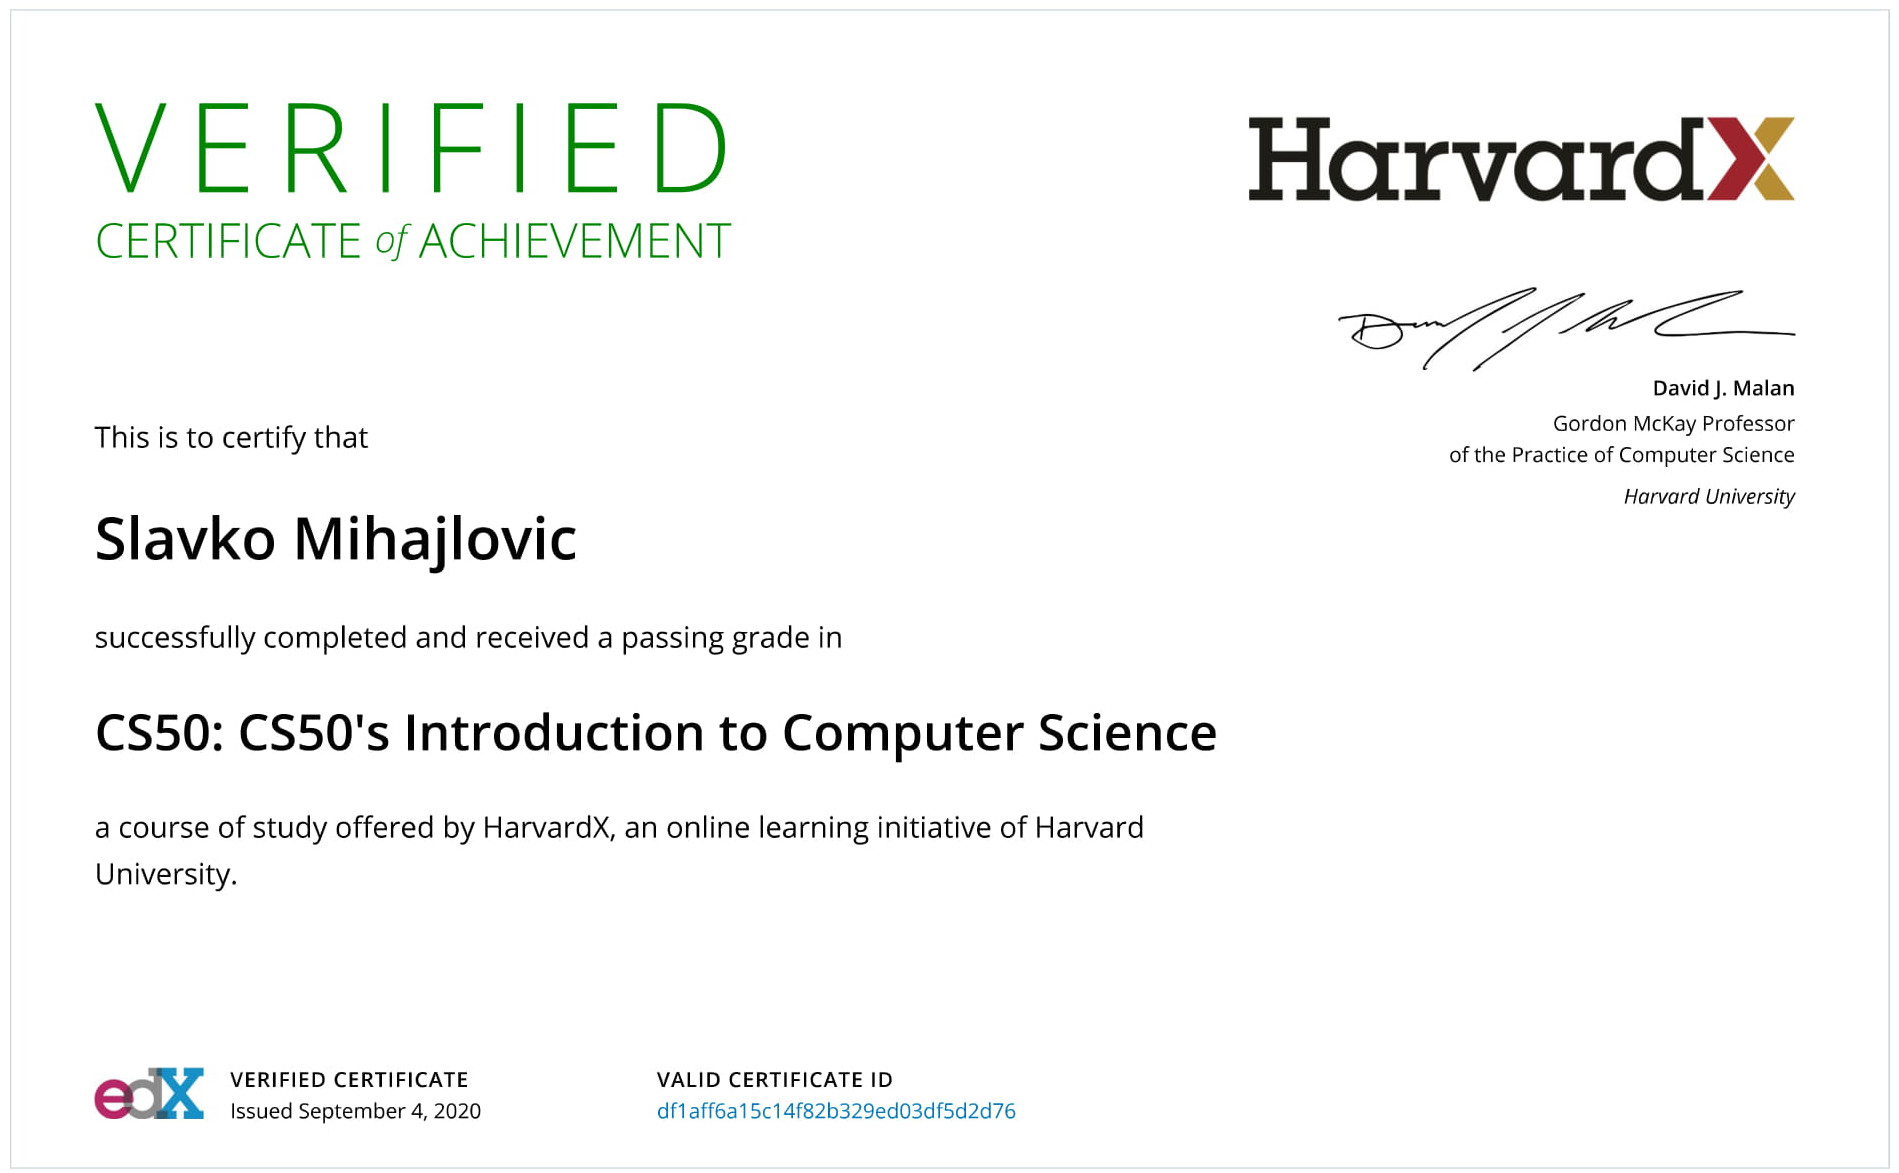 VERIFIED
CERTIFICATE of ACHIEVEMENT
HarvardX
David J. Malan
Gordon McKay Professor
of the Practice of Computer Science
Harvard University
This is to certify that
Slavko Mihajlovic
successfully completed and received a passing grade in
CS50: CS50's Introduction to Computer Science
a course of study offered by HarvardX, an online learning initiative of Harvard
University.
edX
VERIFIED CERTIFICATE
Issued September 4, 2020
VALID CERTIFICATE ID
df1aff6a15c14f82b329ed03df5d2d76